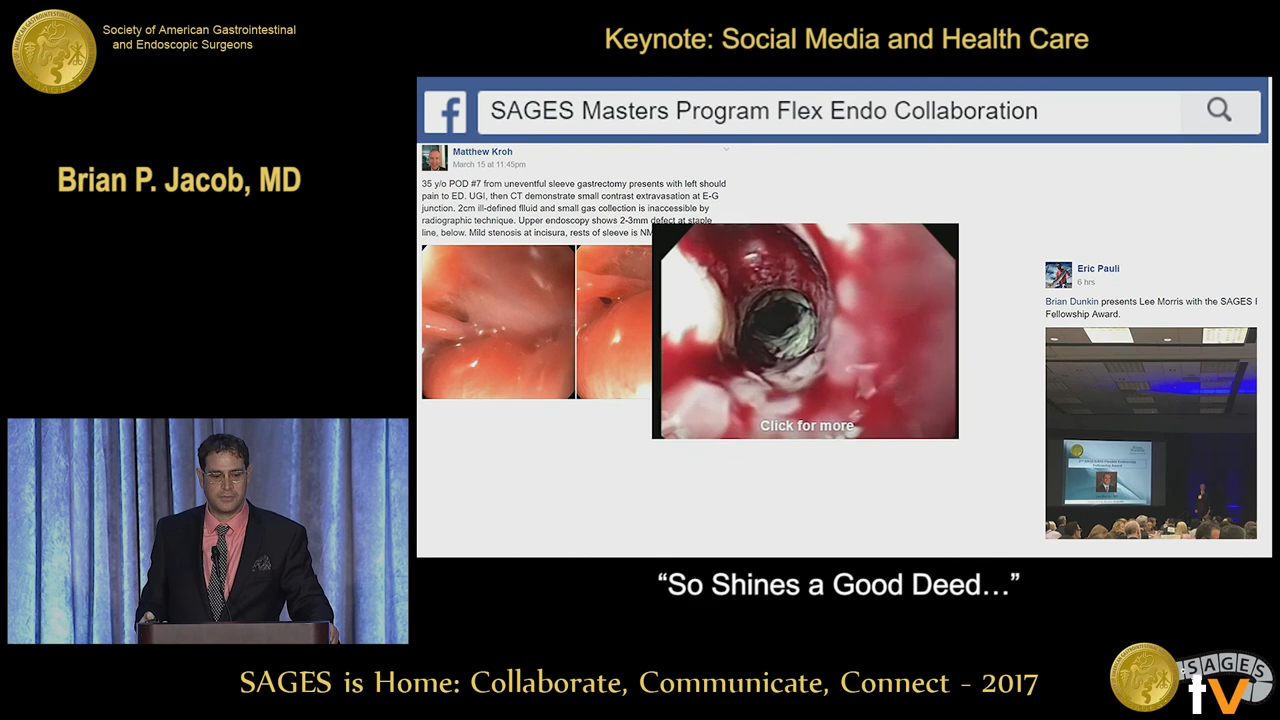 Society of American Gastrointestinal
and Endoscopic Surgeons
Keynote: Social Media and Health Care
Brian P. Jacob, MD
f
SAGES Masters Program Flex Endo Collaboration
Matthew Kroh
March 15 at 11:45pm
35 y/o POD #7 from uneventful sleeve gastrectomy presents with left should
pain to ED. UGI, then CT demonstrate small contrast extravasation at E-G
junction. 2cm ill-defined flluid and small gas collection is inaccessible by
radiographic technique. Upper endoscopy shows 2-3mm defect at staple
line, below. Mild stenosis at incisura, rests of sleeve is NM
Click for more
Eric Pauli
6 hrs
Brian Dunkin presents Lee Morris with the SAGES
Fellowship Award.
“So Shines a Good Deed…”
SAGES is Home: Collaborate, Communicate, Connect - 2017
SAGES
tv